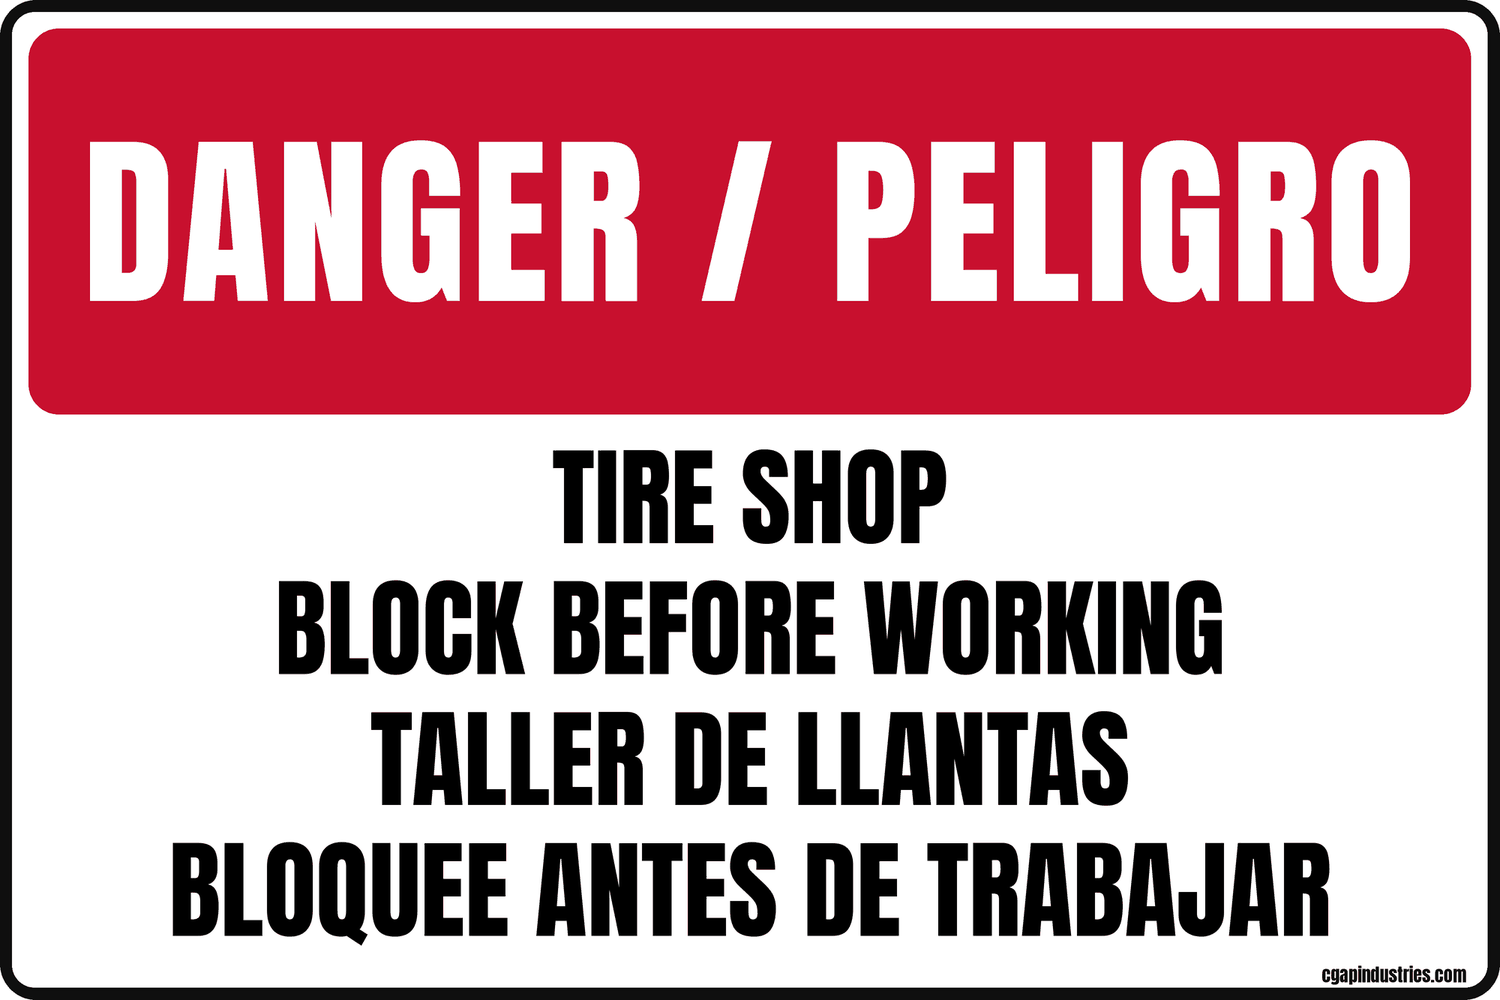 DANGER / PELIGRO
TIRE SHOP
BLOCK BEFORE WORKING
TALLER DE LLANTAS
BLOQUEE ANTES DE TRABAJAR
cgapindustries.com